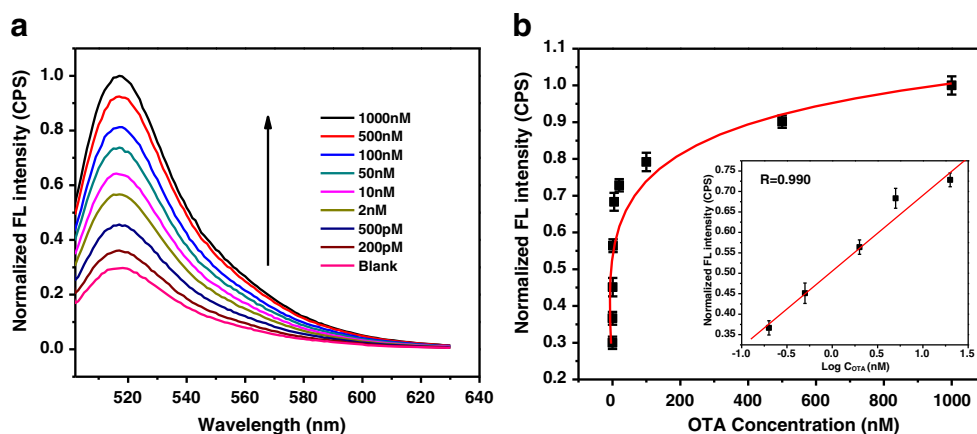 a
Normalized FL intensity (CPS)
1.0
0.8
0.6
0.4
0.2
0.0
520 540 560 580 600 620 640
Wavelength (nm)
1000nM
500nM
100nM
50nM
10nM
2nM
500pM
200pM
Blank
b
Normalized FL intensity (CPS)
1.1
1.0
0.9
0.8
0.7
0.6
0.5
0.4
0.3
0.2
0 200 400 600 800 1000
OTA Concentration (nM)
R=0.990
Normalized FL intensity (CPS)
0.75
0.70
0.65
0.60
0.55
0.50
0.45
0.40
0.35
-1.0 -0.5 0.0 0.5 1.0 1.5
Log COTA (nM)